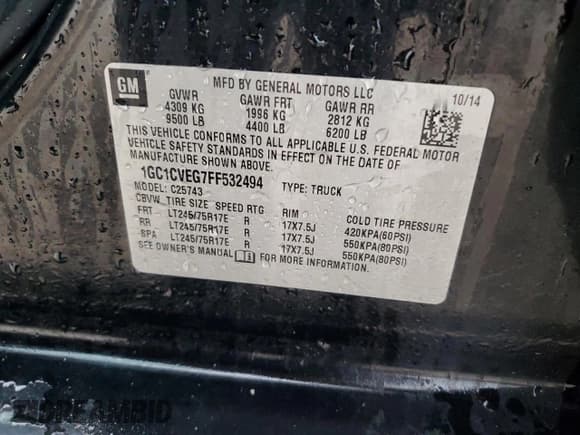 GM
MFD BY GENERAL MOTORS LLC
10/14
GVWR GAWR FRT GAWR RR
4309 KG 1996 KG 2812 KG
9500 LB 4400 LB 6200 LB
THIS VEHICLE CONFORMS TO ALL APPLICABLE U.S. FEDERAL MOTOR
VEHICLE SAFETY STANDARDS IN EFFECT ON THE DATE OF
MANUFACTURE SHOWN ABOVE.
1GC1CVEG7FF532494 TYPE: TRUCK
MODEL: C25743
CBVW TIRE SIZE SPEED RTG RIM COLD TIRE PRESSURE
FRT LT245/75R17E R 17X7.5J 420KPA(60PSI)
RR LT245/75R17E R 17X7.5J 550KPA(80PSI)
SPA LT245/75R17E R 17X7.5J 550KPA(80PSI)
SEE OWNER'S MANUAL FOR MORE INFORMATION.
DREAMBID